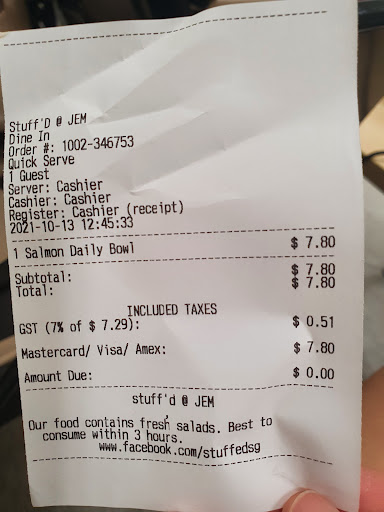 Stuff'D @ JEM
Dine In
Order #: 1002-346753
Quick Serve
1 Guest
Server: Cashier
Cashier: Cashier
Register: Cashier (receipt)
2021-10-13 12:45:33
1 Salmon Daily Bowl $ 7.80
Subtotal: $ 7.80
Total: $ 7.80
INCLUDED TAXES
GST (7% of $ 7.29): $ 0.51
Mastercard/ Visa/ Amex: $ 7.80
Amount Due: $ 0.00
stuff'd @ JEM
Our food contains fresh salads. Best to
consume within 3 hours.
www.facebook.com/stuffedsg